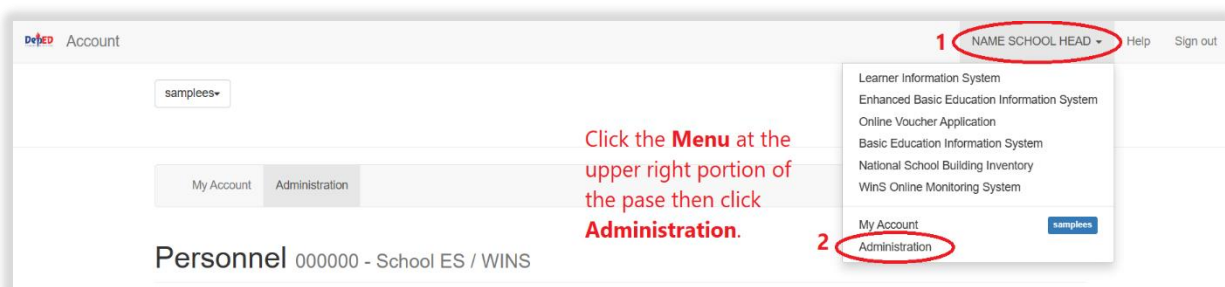 DepED Account
1 NAME SCHOOL HEAD Help Sign out
samplees
Learner Information System
Enhanced Basic Education Information System
Online Voucher Application
Basic Education Information System
National School Building Inventory
WinS Online Monitoring System
My Account samplees
2 Administration
Click the Menu at the
upper right portion of
the pase then click
Administration.
My Account Administration
Personnel 000000 - School ES / WINS